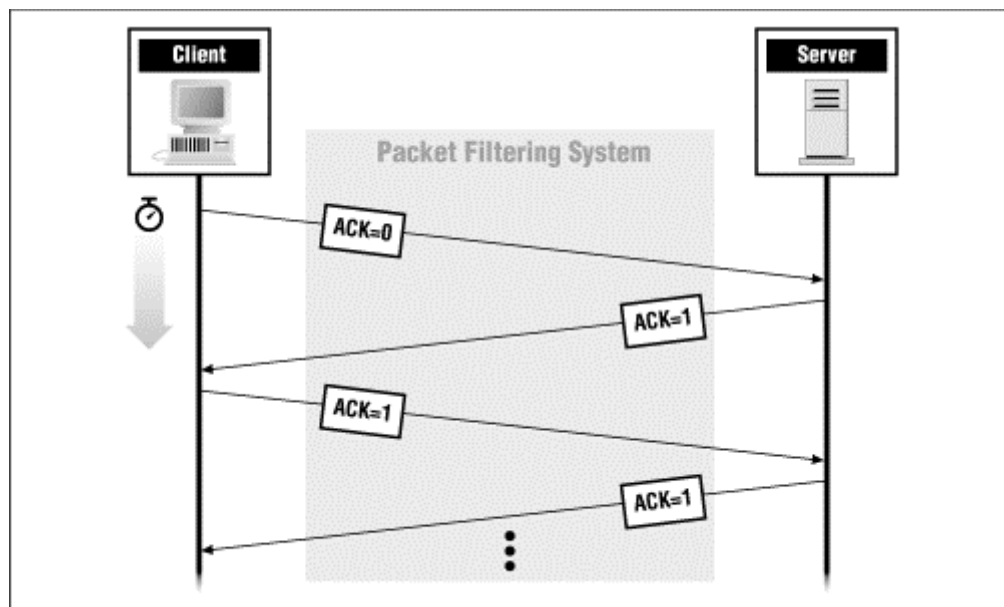 Client
Server
Packet Filtering System
ACK=0
ACK=1
ACK=1
ACK=1